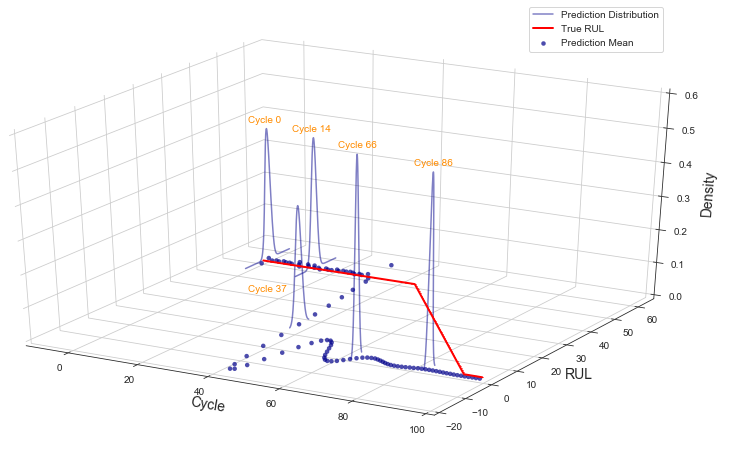 Prediction Distribution
True RUL
Prediction Mean
Cycle 0
Cycle 14
Cycle 66
Cycle 86
Cycle 37
0.6
0.5
0.4
0.3
0.2
0.1
0.0
Density
60
50
40
30
20
10
0
−10
−20
RUL
0
20
40
60
80
100
Cycle